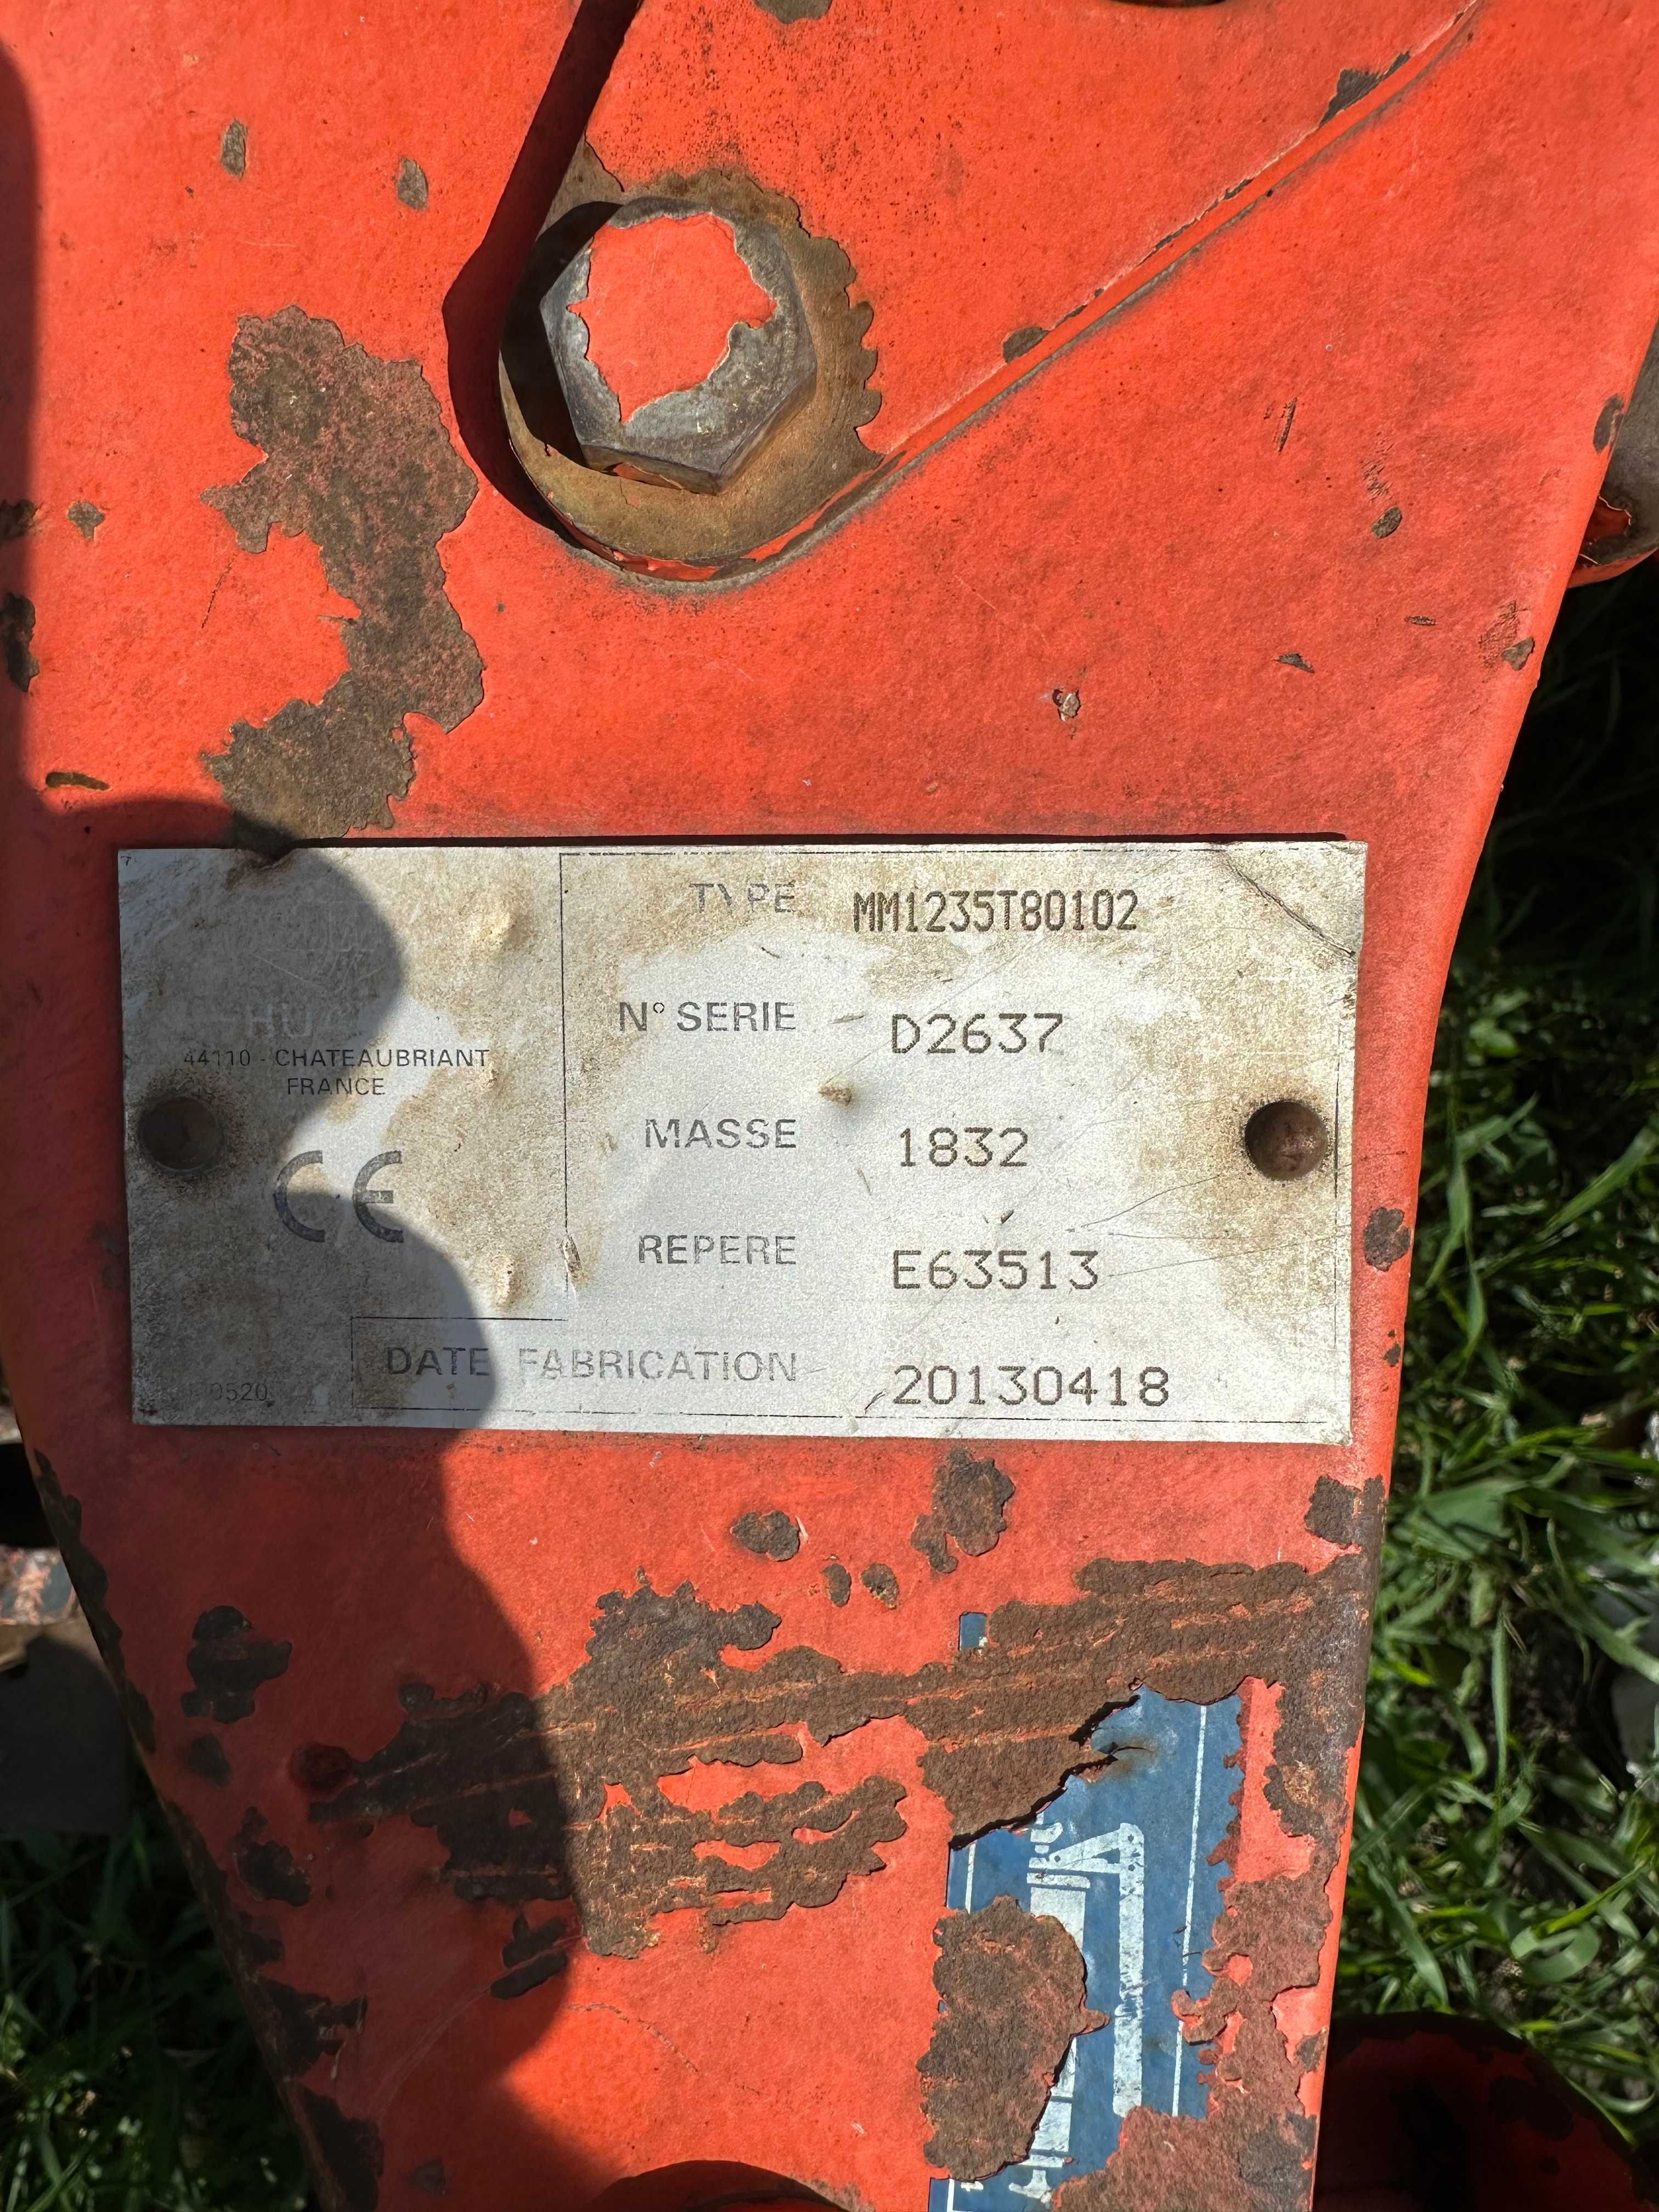 TYPE MM1235T80102
44110 - CHATEAUBRIANT
FRANCE
N° SERIE D2637
MASSE 1832
CE
REPERE E63513
DATE FABRICATION 20130418